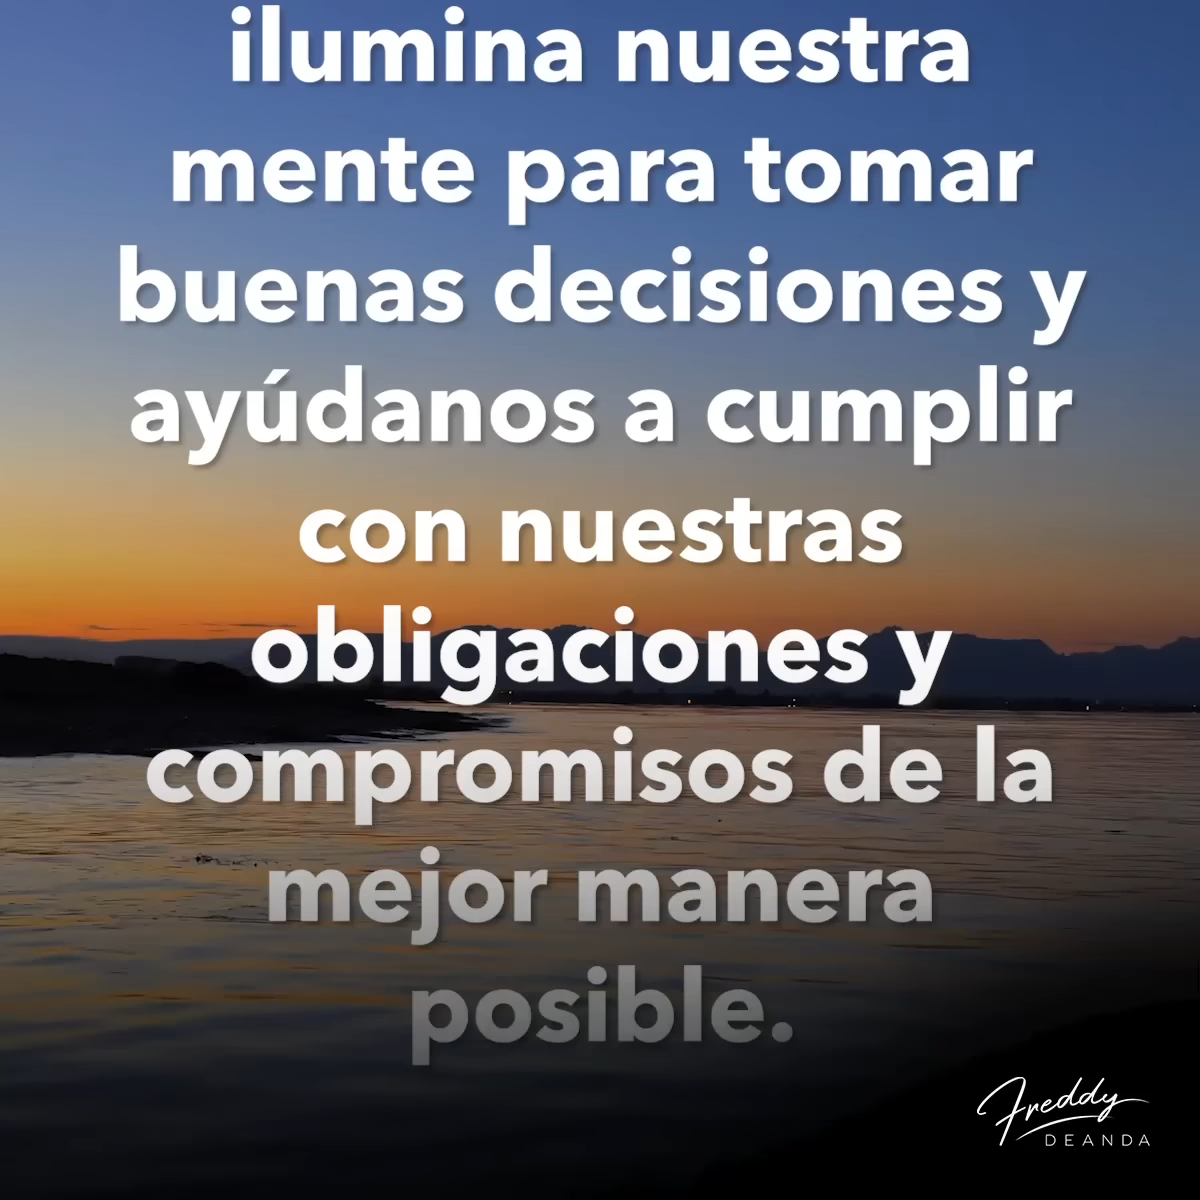 ilumina nuestra
mente para tomar
buenas decisiones y
ayúdanos a cumplir
con nuestras
obligaciones y
compromisos de la
mejor manera
posible.
Freddy
DEANDA